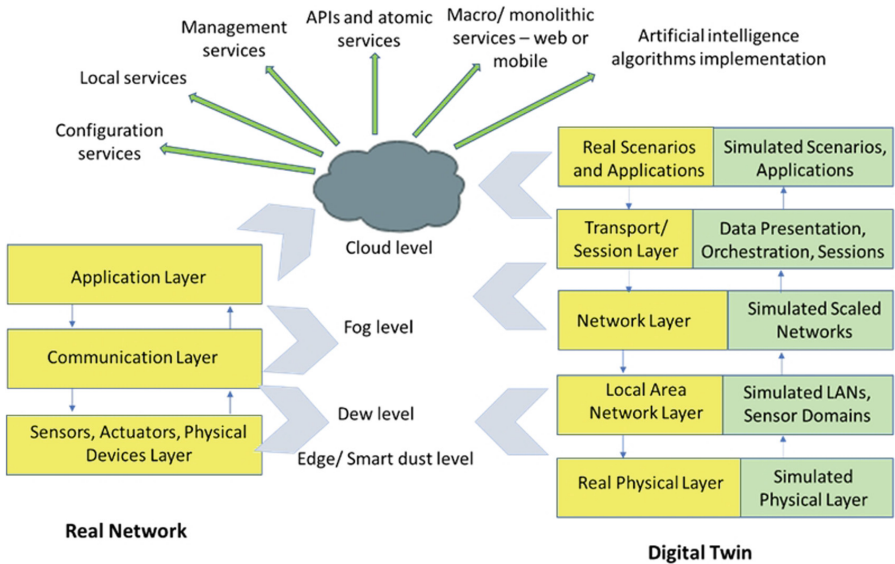 Configuration
services
Local services
Management
services
APIs and atomic
services
Macro/ monolithic
services – web or
mobile
Artificial intelligence
algorithms implementation
Cloud level
Fog level
Dew level
Edge/ Smart dust level
Application Layer
Communication Layer
Sensors, Actuators, Physical
Devices Layer
Real Network
Real Scenarios
and Applications
Simulated Scenarios,
Applications
Transport/
Session Layer
Data Presentation,
Orchestration, Sessions
Network Layer
Simulated Scaled
Networks
Local Area
Network Layer
Simulated LANs,
Sensor Domains
Real Physical Layer
Simulated
Physical Layer
Digital Twin